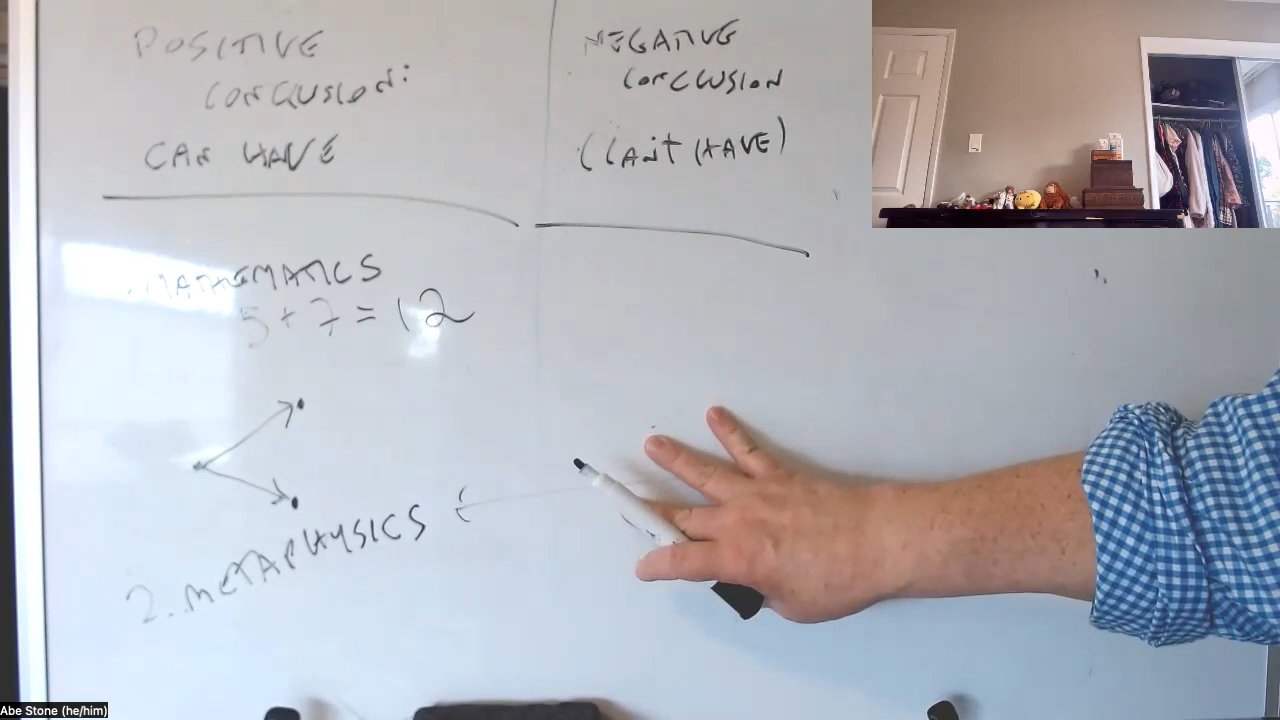 POSITIVE
CONCLUSION:
CAN HAVE
NEGATIVE
CONCLUSION
(CAN'T HAVE)
MATHEMATICS
5 + 7 = 12
2. METAPHYSICS
Abe Stone (he/him)